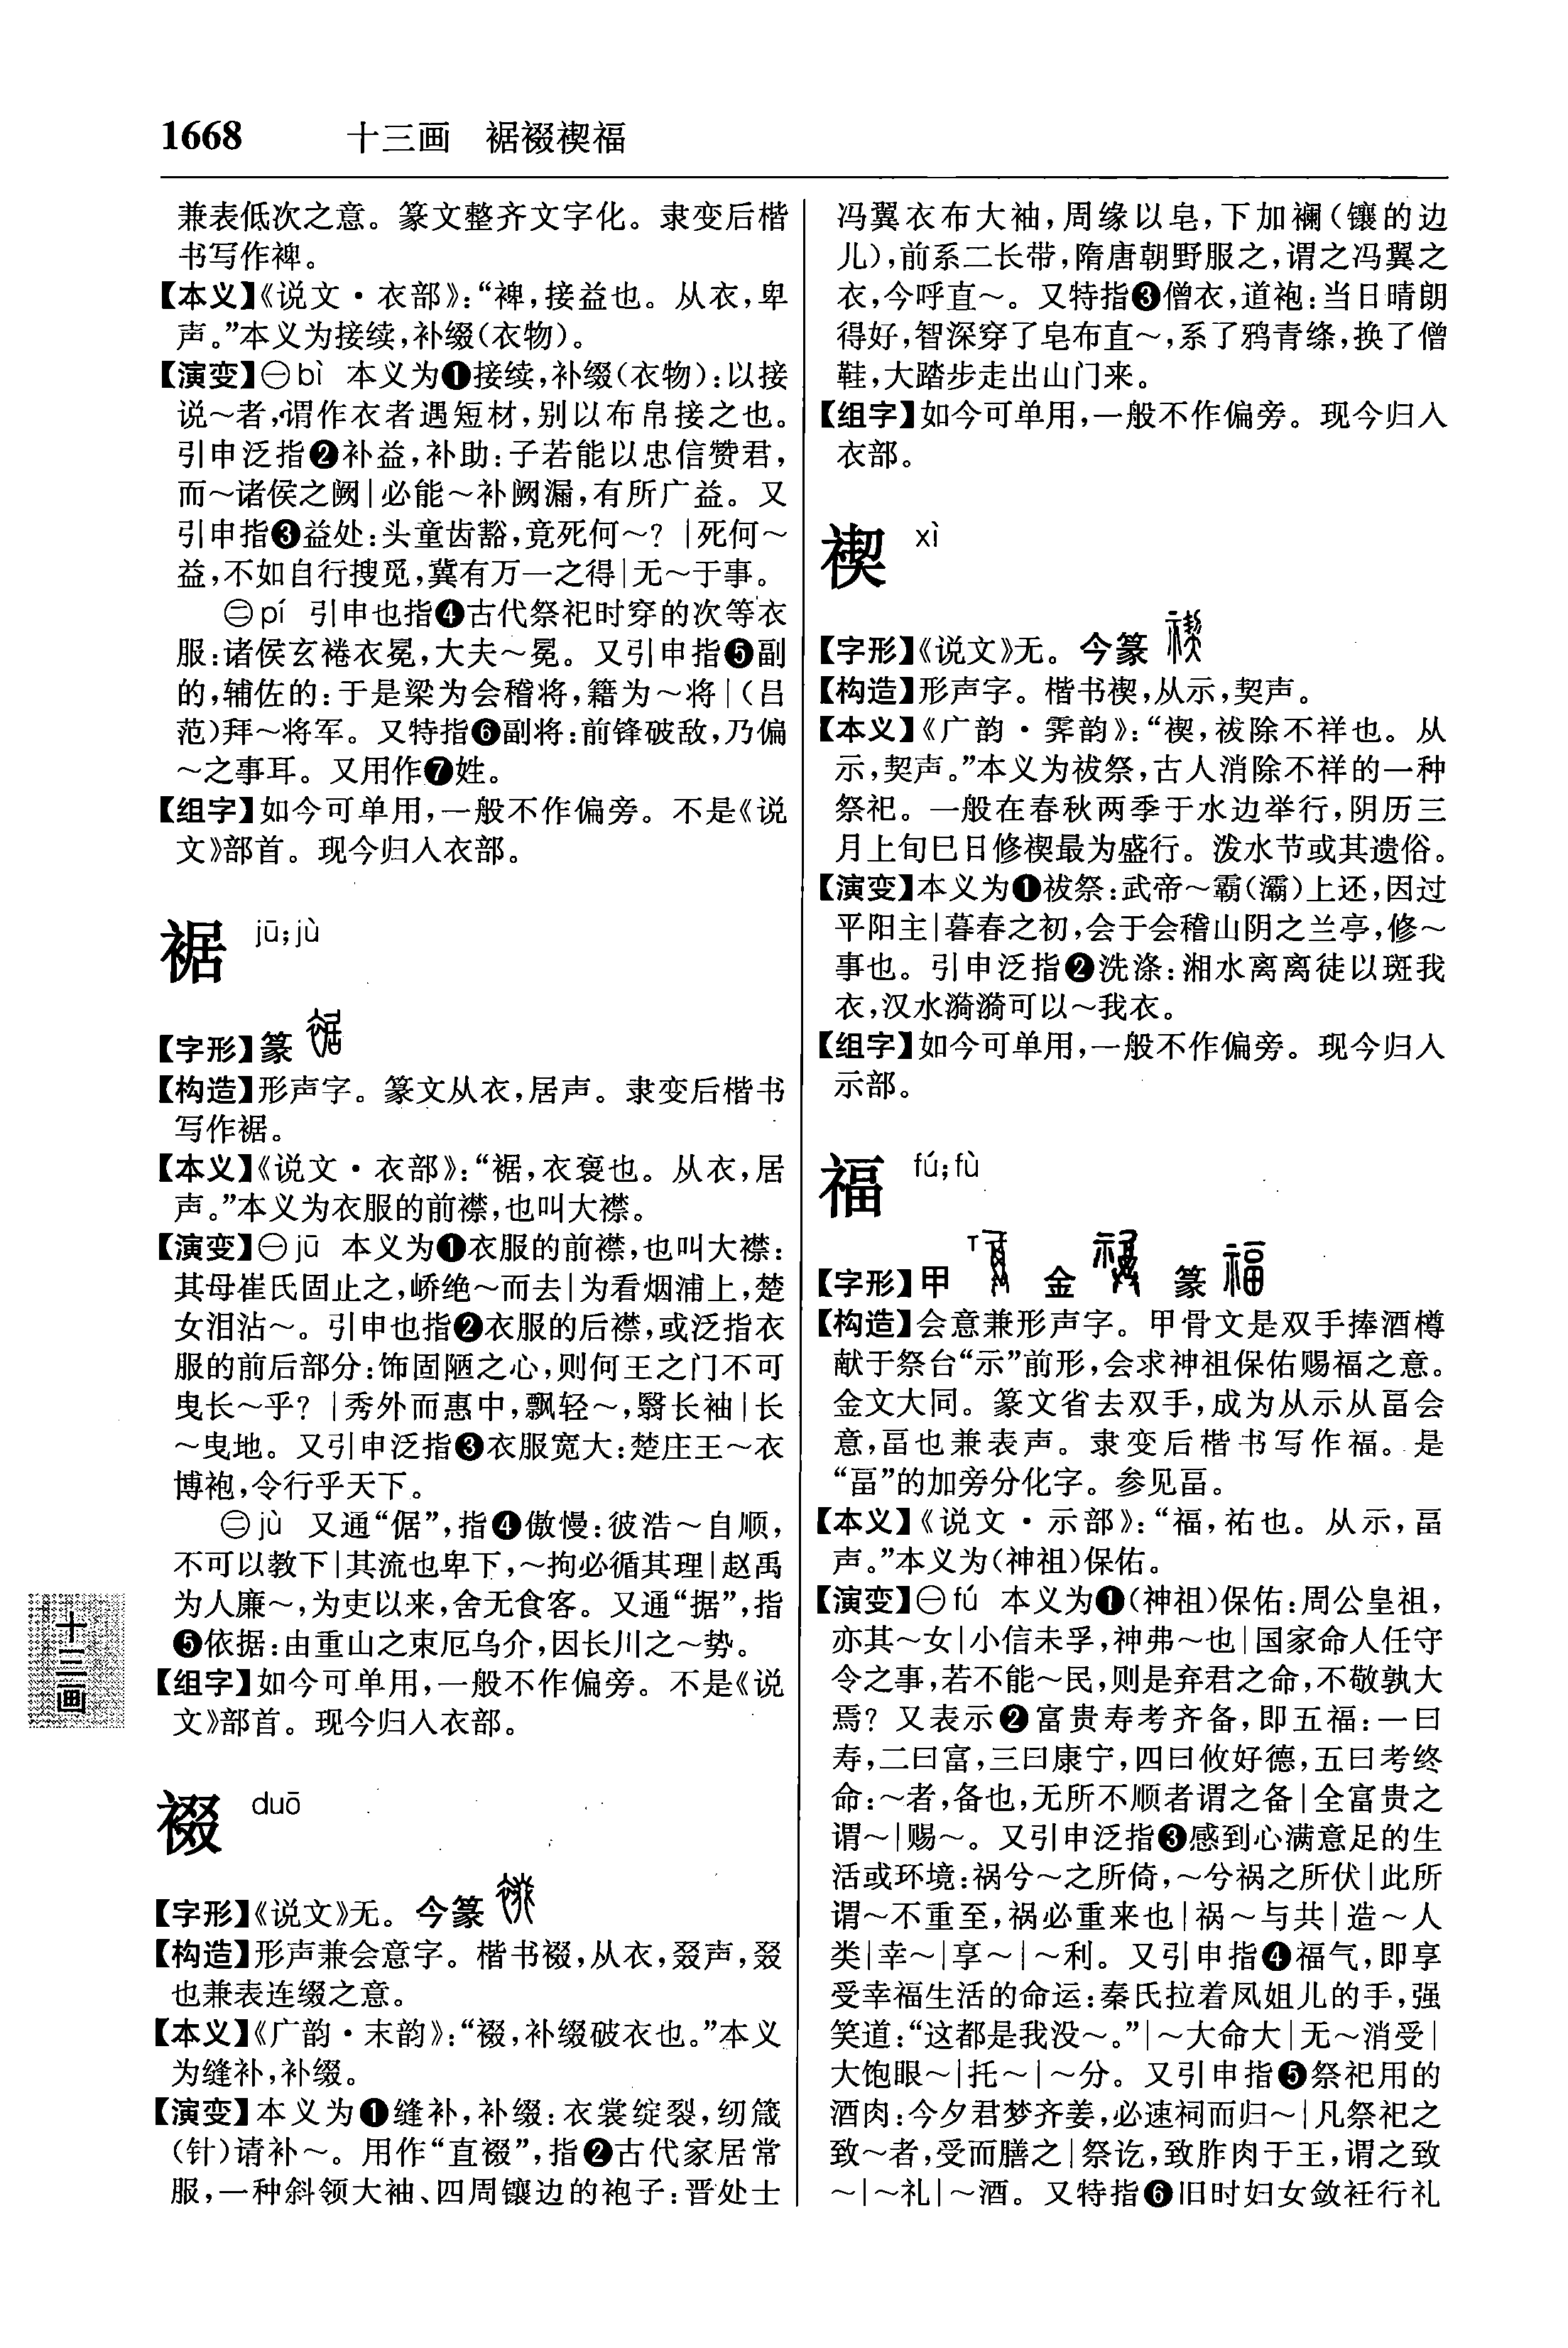 1668 十三画 裾裰禊福
兼表低次之意。篆文整齐文字化。隶变后楷
书写作裨。
【本义】《说文·衣部》:“裨,接益也。从衣,卑
声。”本义为接续,补缀(衣物)。
【演变】㊀bì 本义为❶接续,补缀(衣物):以接
说～者,谓作衣者遇短材,别以布帛接之也。
引申泛指❷补益,补助:子若能以忠信赞君,
而～诸侯之阙|必能～补阙漏,有所广益。又
引申指❸益处:头童齿豁,竟死何～?|死何～
益,不如自行搜觅,冀有万一之得|无～于事。
㊁pí 引申也指❹古代祭祀时穿的次等衣
服:诸侯玄裷衣冕,大夫～冕。又引申指❺副
的,辅佐的:于是梁为会稽将,籍为～将|(吕
范)拜～将军。又特指❻副将:前锋破敌,乃偏
～之事耳。又用作❼姓。
【组字】如今可单用,一般不作偏旁。不是《说
文》部首。现今归入衣部。
裾 jū;jù
【字形】篆
【构造】形声字。篆文从衣,居声。隶变后楷书
写作裾。
【本义】《说文·衣部》:“裾,衣袌也。从衣,居
声。”本义为衣服的前襟,也叫大襟。
【演变】㊀jū 本义为❶衣服的前襟,也叫大襟:
其母崔氏固止之,峤绝～而去|为看烟浦上,楚
女泪沾～。引申也指❷衣服的后襟,或泛指衣
服的前后部分:饰固陋之心,则何王之门不可
曳长～乎?|秀外而惠中,飘轻～,翳长袖|长
～曳地。又引申泛指❸衣服宽大:楚庄王～衣
博袍,令行乎天下。
㊁jù 又通“倨”,指❹傲慢:彼浩～自顺,
不可以教下|其流也卑下,～拘必循其理|赵禹
为人廉～,为吏以来,舍无食客。又通“据”,指
❺依据:由重山之束厄乌介,因长川之～势。
【组字】如今可单用,一般不作偏旁。不是《说
文》部首。现今归入衣部。
裰 duō
【字形】《说文》无。今篆
【构造】形声兼会意字。楷书裰,从衣,叕声,叕
也兼表连缀之意。
【本义】《广韵·末韵》:“裰,补缀破衣也。”本义
为缝补,补缀。
【演变】本义为❶缝补,补缀:衣裳绽裂,纫箴
(针)请补～。用作“直裰”,指❷古代家居常
服,一种斜领大袖、四周镶边的袍子:晋处士
冯翼衣布大袖,周缘以皂,下加襕(镶的边
儿),前系二长带,隋唐朝野服之,谓之冯翼之
衣,今呼直～。又特指❸僧衣,道袍:当日晴朗
得好,智深穿了皂布直～,系了鸦青绦,换了僧
鞋,大踏步走出山门来。
【组字】如今可单用,一般不作偏旁。现今归入
衣部。
禊 xì
【字形】《说文》无。今篆
【构造】形声字。楷书禊,从示,契声。
【本义】《广韵·霁韵》:“禊,祓除不祥也。从
示,契声。”本义为祓祭,古人消除不祥的一种
祭祀。一般在春秋两季于水边举行,阴历三
月上旬巳日修禊最为盛行。泼水节或其遗俗。
【演变】本义为❶祓祭:武帝～霸(灞)上还,因过
平阳主|暮春之初,会于会稽山阴之兰亭,修～
事也。引申泛指❷洗涤:湘水离离徒以斑我
衣,汉水漪漪可以～我衣。
【组字】如今可单用,一般不作偏旁。现今归入
示部。
福 fú;fù
【字形】甲 金 篆
【构造】会意兼形声字。甲骨文是双手捧酒樽
献于祭台“示”前形,会求神祖保佑赐福之意。
金文大同。篆文省去双手,成为从示从畐会
意,畐也兼表声。隶变后楷书写作福。是
“畐”的加旁分化字。参见畐。
【本义】《说文·示部》:“福,祐也。从示,畐
声。”本义为(神祖)保佑。
【演变】㊀fú 本义为❶(神祖)保佑:周公皇祖,
亦其～女|小信未孚,神弗～也|国家命人任守
令之事,若不能～民,则是弃君之命,不敬孰大
焉?又表示❷富贵寿考齐备,即五福:一曰
寿,二曰富,三曰康宁,四曰攸好德,五曰考终
命:～者,备也,无所不顺者谓之备|全富贵之
谓～|赐～。又引申泛指❸感到心满意足的生
活或环境:祸兮～之所倚,～兮祸之所伏|此所
谓～不重至,祸必重来也|祸～与共|造～人
类|幸～|享～|～利。又引申指❹福气,即享
受幸福生活的命运:秦氏拉着凤姐儿的手,强
笑道:“这都是我没～。”|～大命大|无～消受|
大饱眼～|托～|～分。又引申指❺祭祀用的
酒肉:今夕君梦齐姜,必速祠而归～|凡祭祀之
致～者,受而膳之|祭讫,致胙肉于王,谓之致
～|～礼|～酒。又特指❻旧时妇女敛衽行礼
十三画